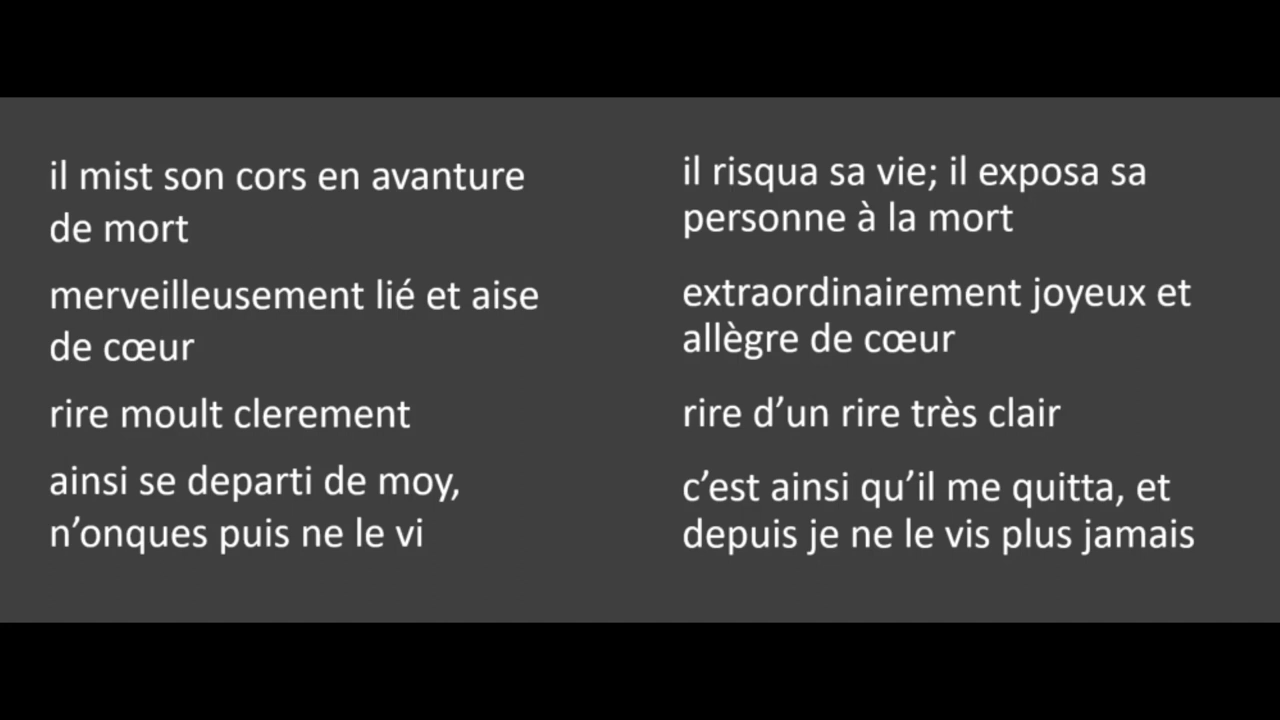 il mist son cors en avanture
de mort
merveilleusement lié et aise
de cœur
rire moult clerement
ainsi se departi de moy,
n’onques puis ne le vi
il risqua sa vie; il exposa sa
personne à la mort
extraordinairement joyeux et
allègre de cœur
rire d’un rire très clair
c’est ainsi qu’il me quitta, et
depuis je ne le vis plus jamais